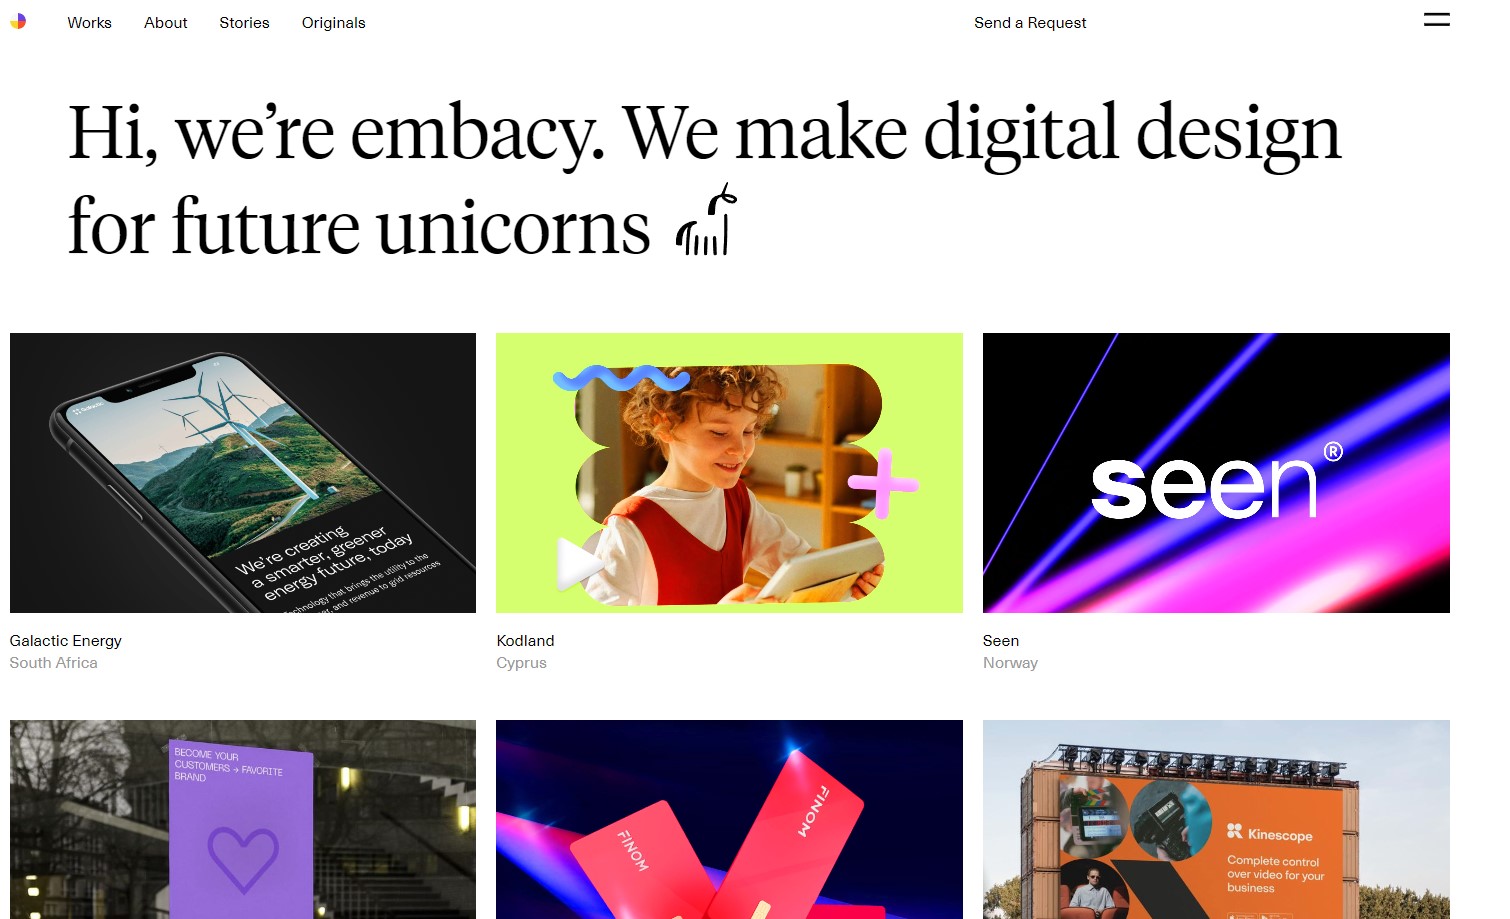 Works
About
Stories
Originals
Send a Request
Hi, we’re embacy. We make digital design
for future unicorns
We’re creating
a smarter, greener
energy future, today
Technology that brings the utility to the
and revenue to grid resources
seen®
Galactic Energy
South Africa
Kodland
Cyprus
Seen
Norway
BECOME YOUR
CUSTOMERS → FAVORITE
BRAND
FINOM
FINOM
Kinescope
Complete control
over video for your
business